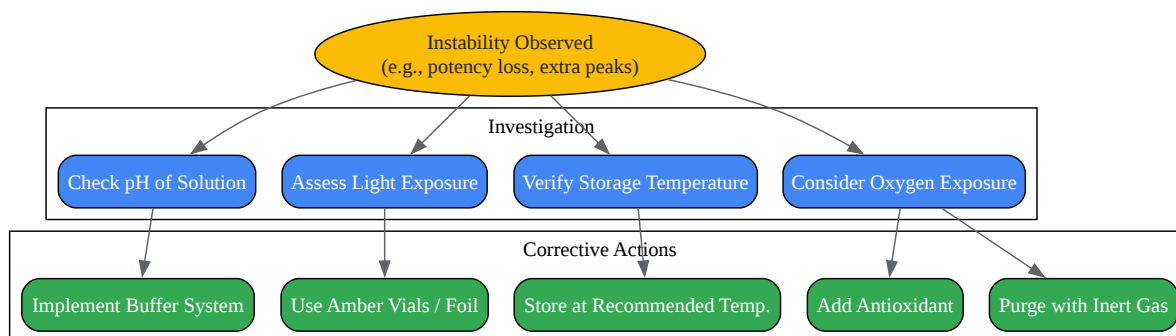 Instability Observed
(e.g., potency loss, extra peaks)
Investigation
Check pH of Solution
Assess Light Exposure
Verify Storage Temperature
Consider Oxygen Exposure
Corrective Actions
Implement Buffer System
Use Amber Vials / Foil
Store at Recommended Temp.
Add Antioxidant
Purge with Inert Gas